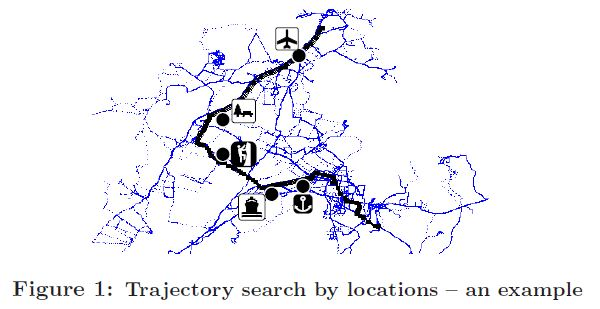 Figure 1: Trajectory search by locations – an example